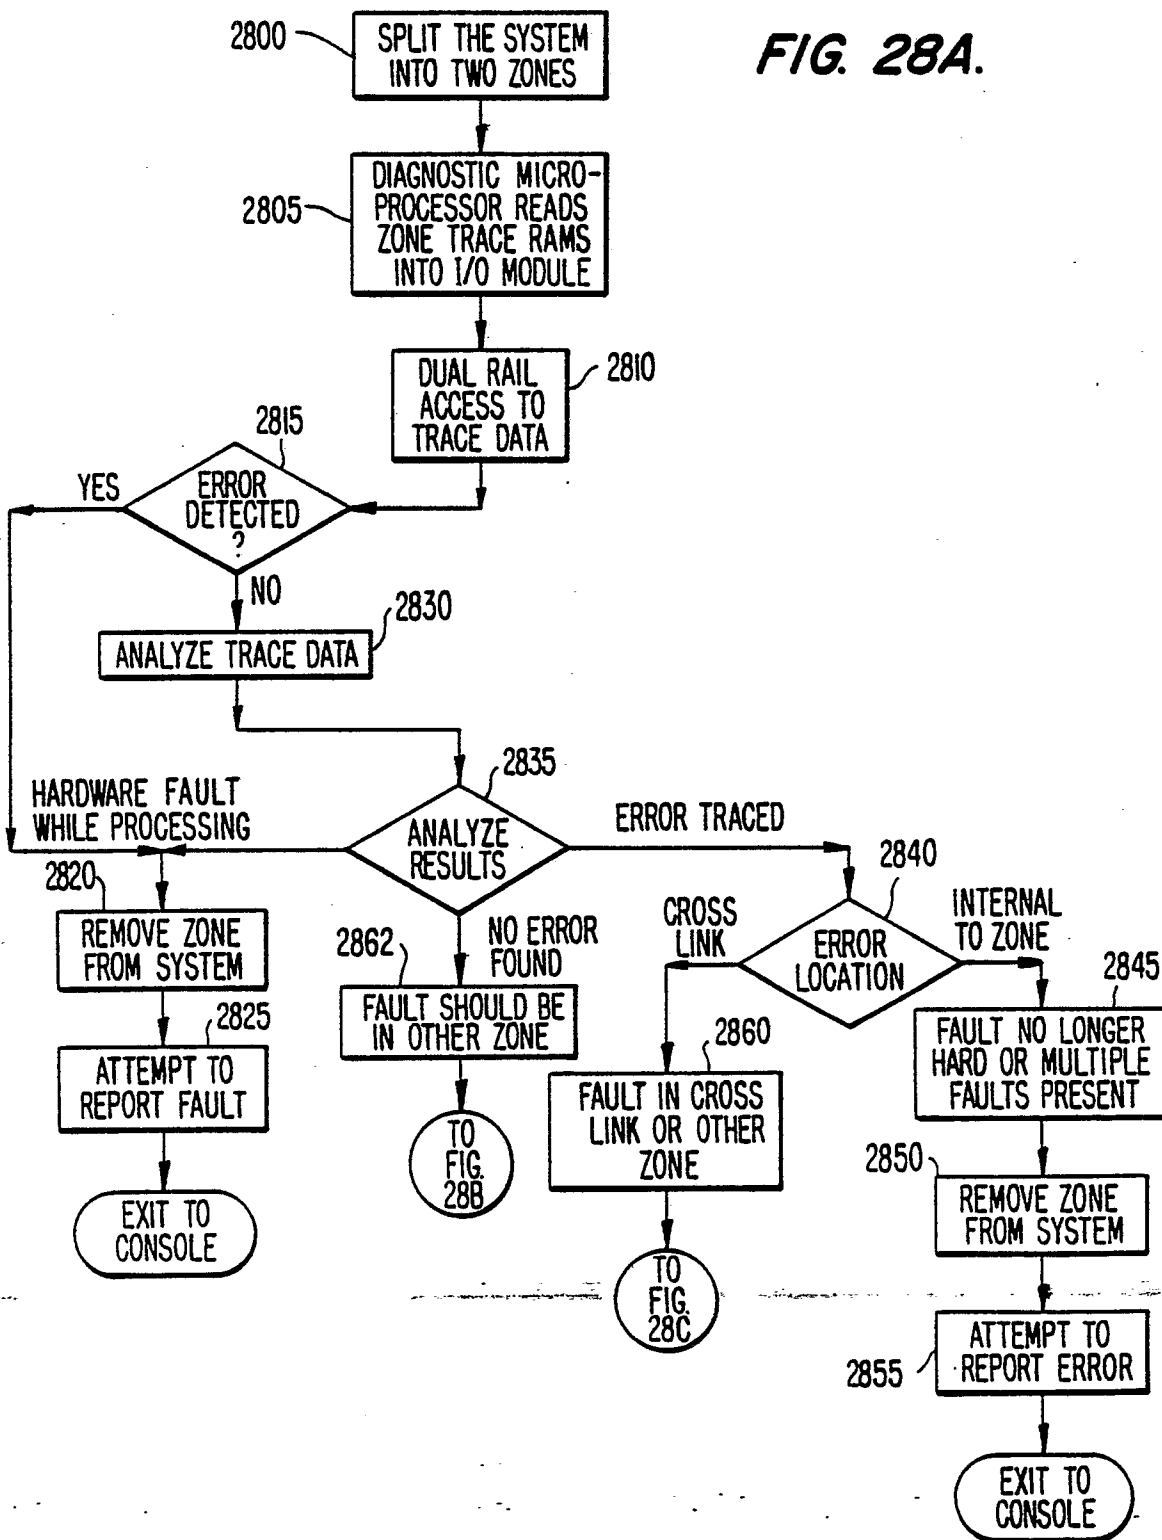 FIG. 28A.
2800
SPLIT THE SYSTEM
INTO TWO ZONES
2805
DIAGNOSTIC MICRO-
PROCESSOR READS
ZONE TRACE RAMS
INTO I/O MODULE
2810
DUAL RAIL
ACCESS TO
TRACE DATA
2815
YES
ERROR
DETECTED
?
NO
2830
ANALYZE TRACE DATA
2835
HARDWARE FAULT
WHILE PROCESSING
ANALYZE
RESULTS
ERROR TRACED
2840
2820
REMOVE ZONE
FROM SYSTEM
2825
ATTEMPT TO
REPORT FAULT
EXIT TO
CONSOLE
NO ERROR
FOUND
2862
FAULT SHOULD BE
IN OTHER ZONE
TO
FIG.
28B
CROSS
LINK
ERROR
LOCATION
INTERNAL
TO ZONE
2860
FAULT IN CROSS
LINK OR OTHER
ZONE
TO
FIG.
28C
2845
FAULT NO LONGER
HARD OR MULTIPLE
FAULTS PRESENT
2850
REMOVE ZONE
FROM SYSTEM
2855
ATTEMPT TO
REPORT ERROR
EXIT TO
CONSOLE